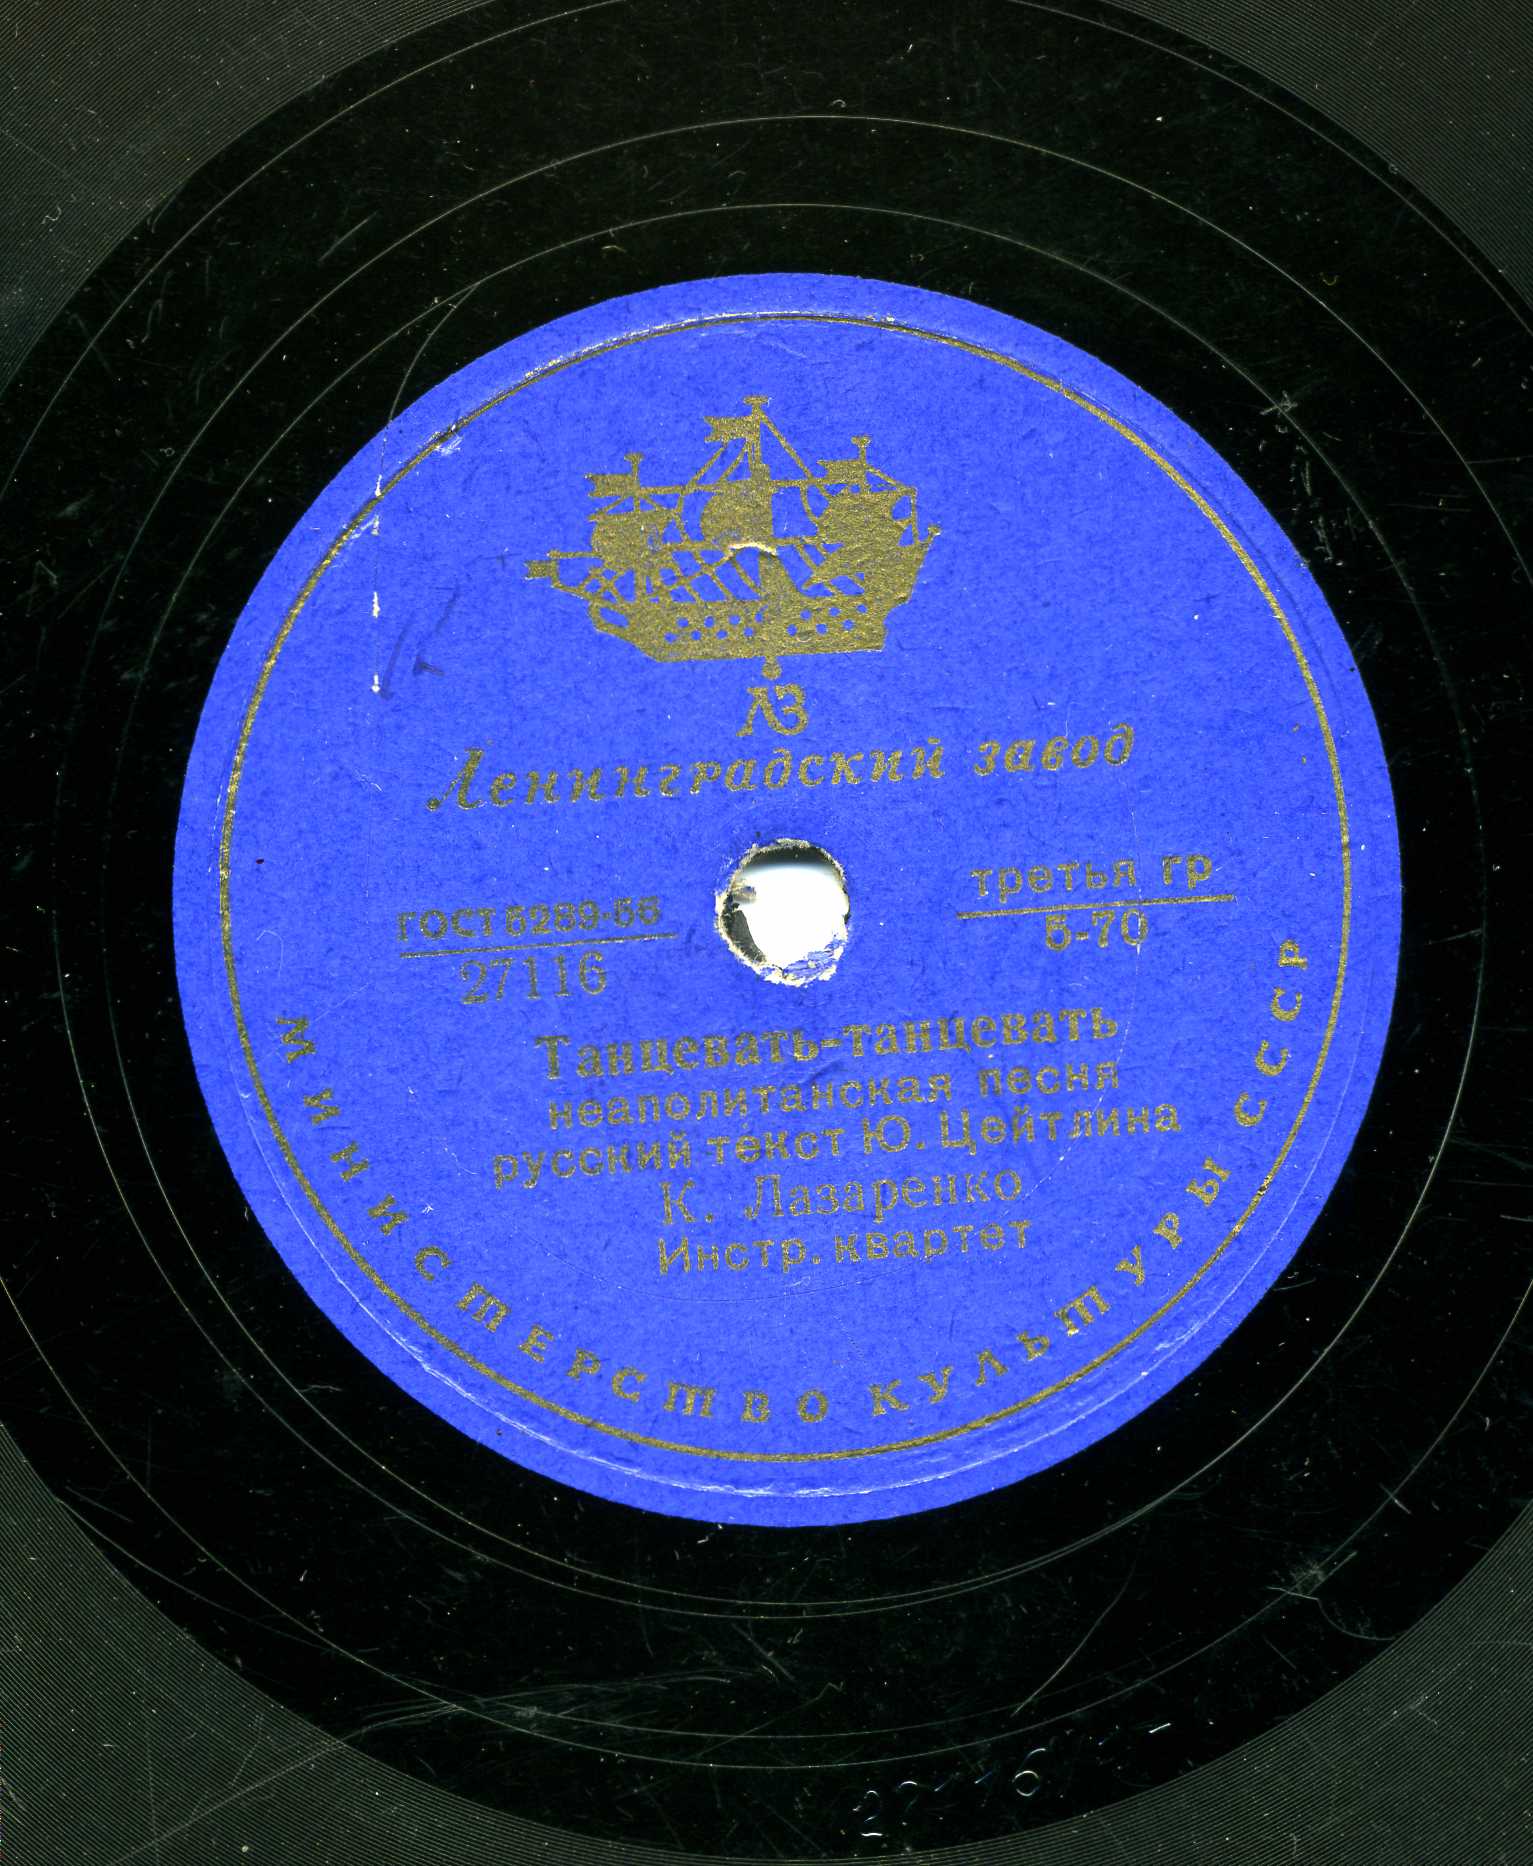 ЛЗ
Ленинградский завод
ГОСТ 5289-56
27116
третья гр
5-70
Танцевать-танцевать
неаполитанская песня
русский текст Ю. Цейтлина
К. Лазаренко
Инстр. квартет
МИНИСТЕРСТВО КУЛЬТУРЫ СССР